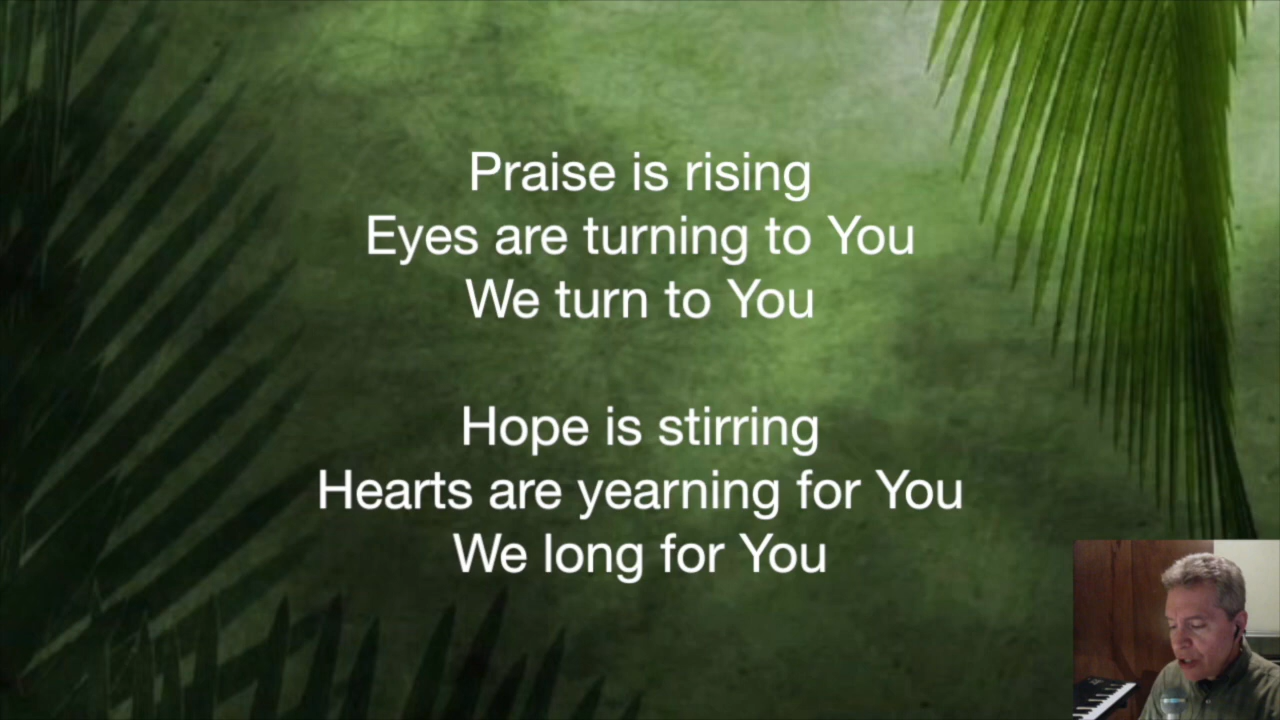 Praise is rising
Eyes are turning to You
We turn to You
Hope is stirring
Hearts are yearning for You
We long for You